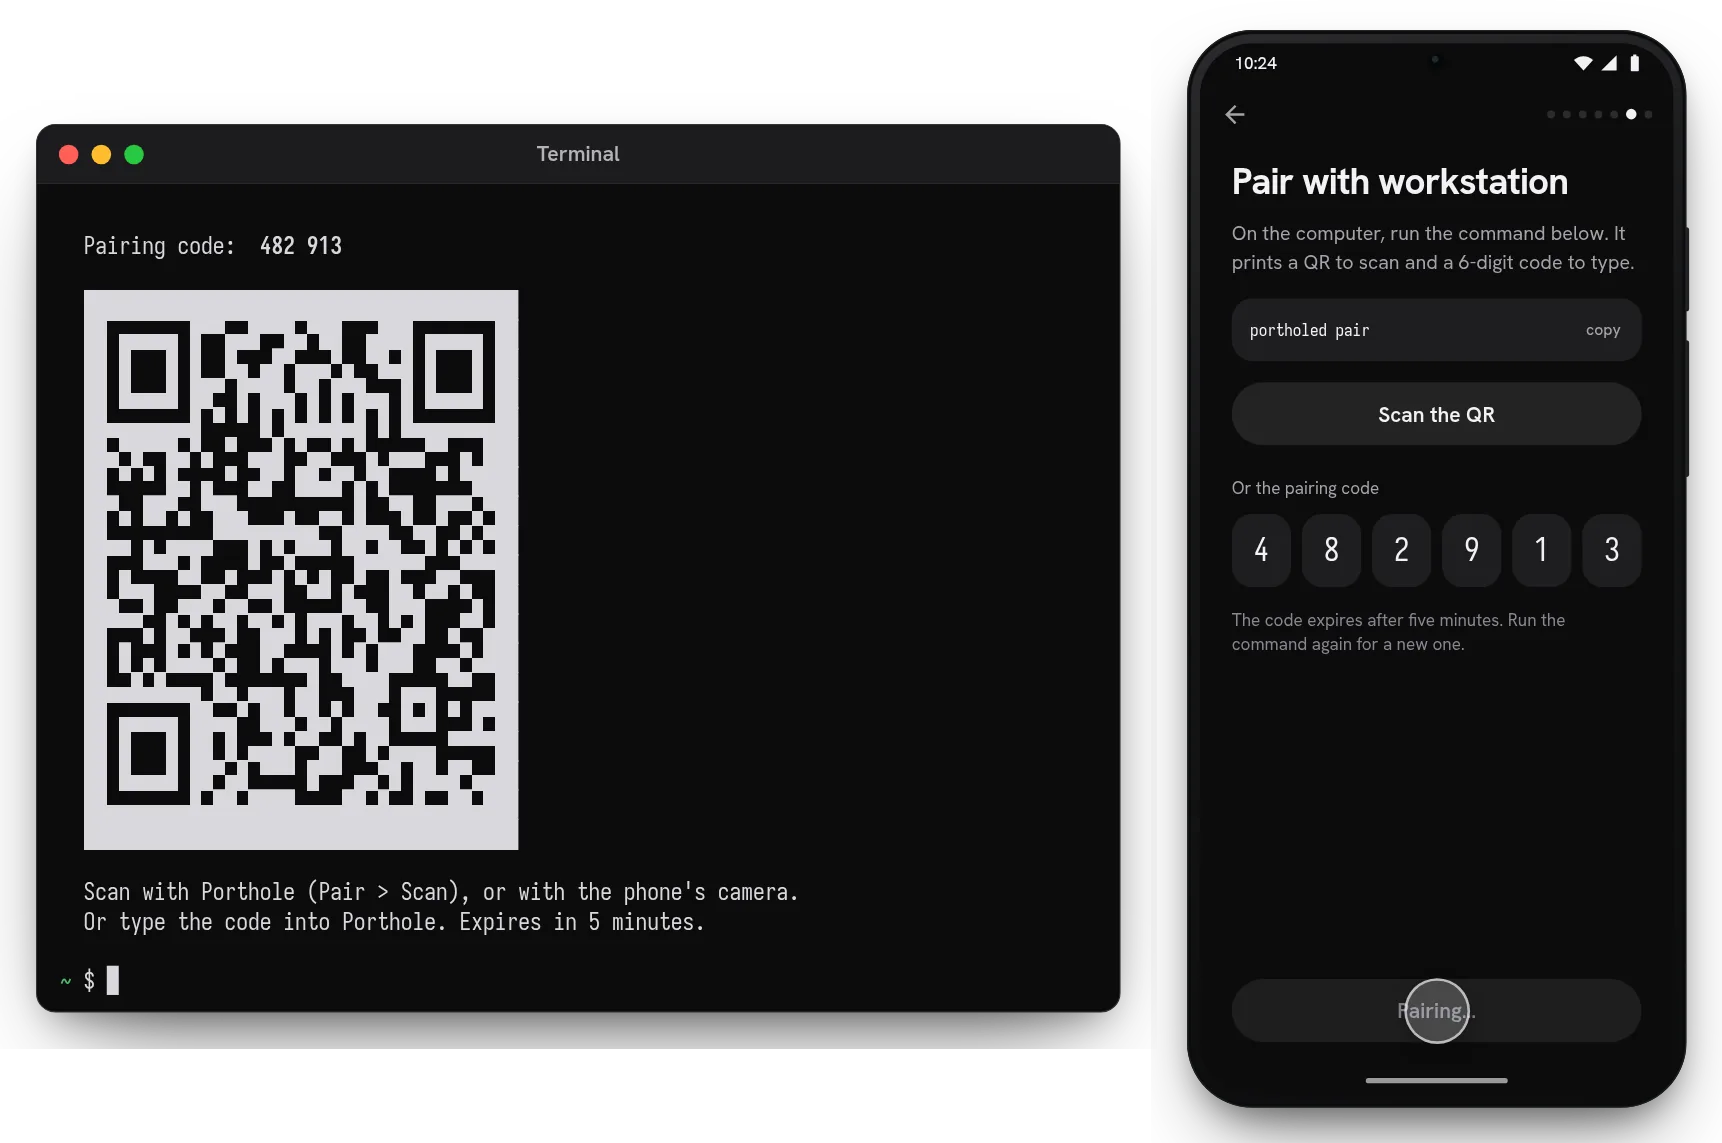 Terminal
Pairing code: 482 913
Scan with Porthole (Pair > Scan), or with the phone's camera.
Or type the code into Porthole. Expires in 5 minutes.
~ $
10:24
Pair with workstation
On the computer, run the command below. It
prints a QR to scan and a 6-digit code to type.
portholed pair copy
Scan the QR
Or the pairing code
4 8 2 9 1 3
The code expires after five minutes. Run the
command again for a new one.
Pairing...